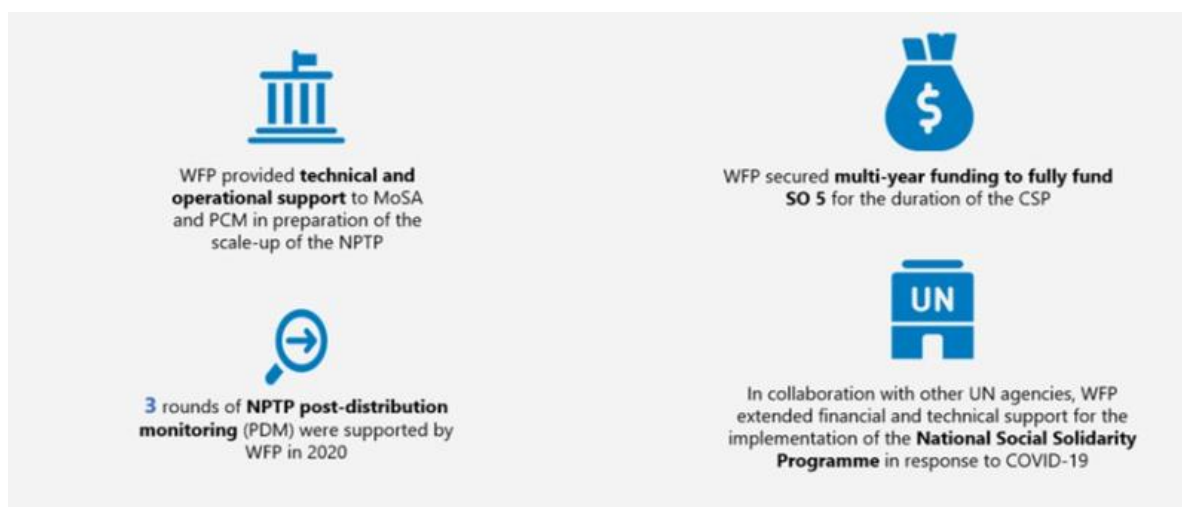 WFP provided technical and
operational support to MoSA
and PCM in preparation of the
scale-up of the NPTP
$
WFP secured multi-year funding to fully fund
SO 5 for the duration of the CSP
3 rounds of NPTP post-distribution
monitoring (PDM) were supported by
WFP in 2020
UN
In collaboration with other UN agencies, WFP
extended financial and technical support for the
implementation of the National Social Solidarity
Programme in response to COVID-19